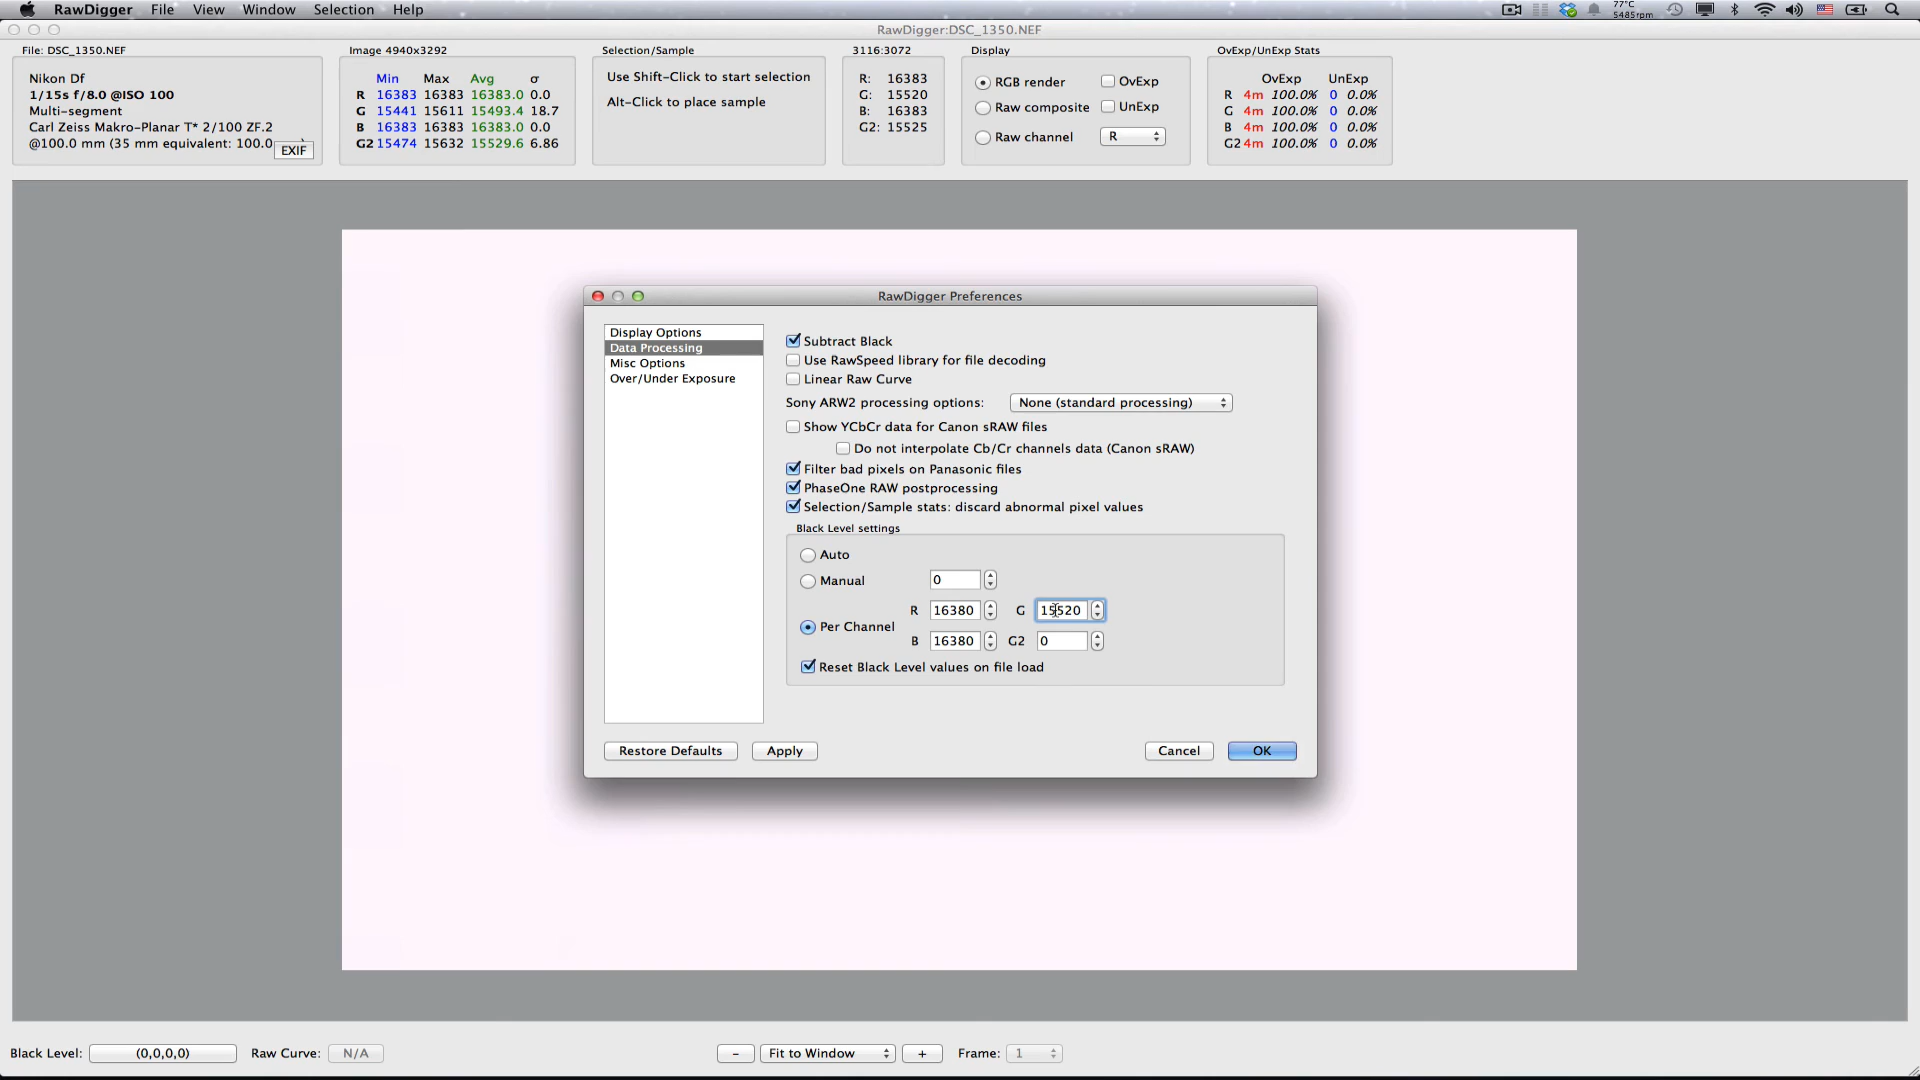 RawDigger File View Window Selection Help 77°C 5485rpm
RawDigger:DSC_1350.NEF
File: DSC_1350.NEF
Nikon Df
1/15s f/8.0 @ISO 100
Multi-segment
Carl Zeiss Makro-Planar T* 2/100 ZF.2
@100.0 mm (35 mm equivalent: 100.0
EXIF
Image 4940x3292
Min Max Avg σ
R 16383 16383 16383.0 0.0
G 15441 15611 15493.4 18.7
B 16383 16383 16383.0 0.0
G2 15474 15632 15529.6 6.86
Selection/Sample
Use Shift-Click to start selection
Alt-Click to place sample
3116:3072
R: 16383
G: 15520
B: 16383
G2: 15525
Display
RGB render OvExp
Raw composite UnExp
Raw channel R
OvExp/UnExp Stats
OvExp UnExp
R 4m 100.0% 0 0.0%
G 4m 100.0% 0 0.0%
B 4m 100.0% 0 0.0%
G2 4m 100.0% 0 0.0%
RawDigger Preferences
Display Options
Data Processing
Misc Options
Over/Under Exposure
Subtract Black
Use RawSpeed library for file decoding
Linear Raw Curve
Sony ARW2 processing options: None (standard processing)
Show YCbCr data for Canon sRAW files
Do not interpolate Cb/Cr channels data (Canon sRAW)
Filter bad pixels on Panasonic files
PhaseOne RAW postprocessing
Selection/Sample stats: discard abnormal pixel values
Black Level settings
Auto
Manual 0
Per Channel
R 16380 G 15520
B 16380 G2 0
Reset Black Level values on file load
Restore Defaults Apply Cancel OK
Black Level: (0,0,0,0) Raw Curve: N/A - Fit to Window + Frame: 1